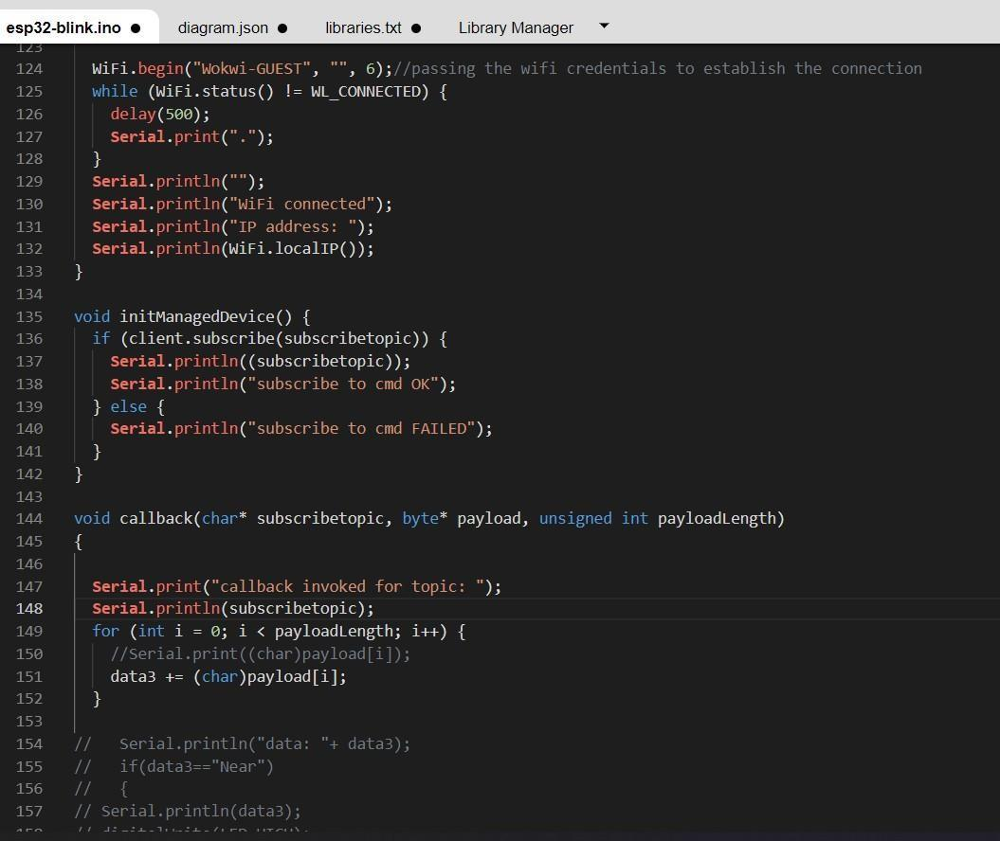 esp32-blink.ino ● diagram.json ● libraries.txt ● Library Manager
123
124 WiFi.begin("Wokwi-GUEST", "", 6);//passing the wifi credentials to establish the connection
125 while (WiFi.status() != WL_CONNECTED) {
126 delay(500);
127 Serial.print(".");
128 }
129 Serial.println("");
130 Serial.println("WiFi connected");
131 Serial.println("IP address: ");
132 Serial.println(WiFi.localIP());
133 }
134
135 void initManagedDevice() {
136 if (client.subscribe(subscribetopic)) {
137 Serial.println((subscribetopic));
138 Serial.println("subscribe to cmd OK");
139 } else {
140 Serial.println("subscribe to cmd FAILED");
141 }
142 }
143
144 void callback(char* subscribetopic, byte* payload, unsigned int payloadLength)
145 {
146
147 Serial.print("callback invoked for topic: ");
148 Serial.println(subscribetopic);
149 for (int i = 0; i < payloadLength; i++) {
150 //Serial.print((char)payload[i]);
151 data3 += (char)payload[i];
152 }
153
154 // Serial.println("data: "+ data3);
155 // if(data3=="Near")
156 // {
157 // Serial.println(data3);
158 // digitalWrite(LED,HIGH);